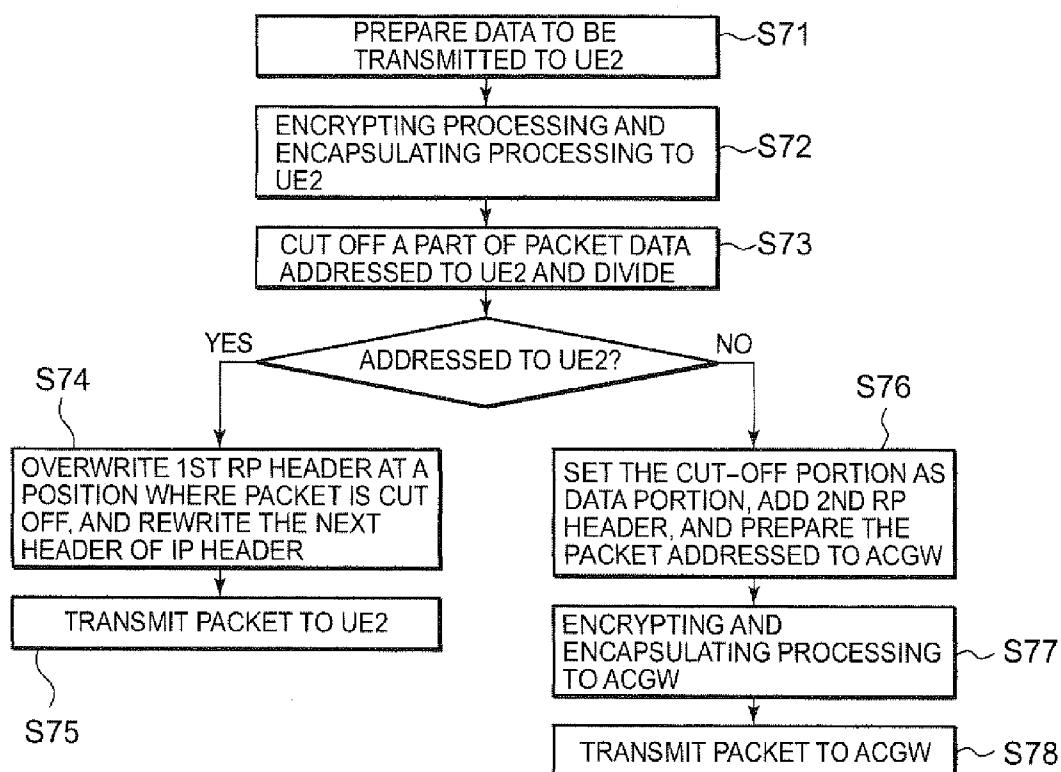 PREPARE DATA TO BE
TRANSMITTED TO UE2
S71
ENCRYPTING PROCESSING AND
ENCAPSULATING PROCESSING TO
UE2
S72
CUT OFF A PART OF PACKET DATA
ADDRESSED TO UE2 AND DIVIDE
S73
YES
ADDRESSED TO UE2?
NO
S74
OVERWRITE 1ST RP HEADER AT A
POSITION WHERE PACKET IS CUT
OFF, AND REWRITE THE NEXT
HEADER OF IP HEADER
TRANSMIT PACKET TO UE2
S75
S76
SET THE CUT-OFF PORTION AS
DATA PORTION, ADD 2ND RP
HEADER, AND PREPARE THE
PACKET ADDRESSED TO ACGW
ENCRYPTING AND
ENCAPSULATING PROCESSING
TO ACGW
S77
TRANSMIT PACKET TO ACGW
S78